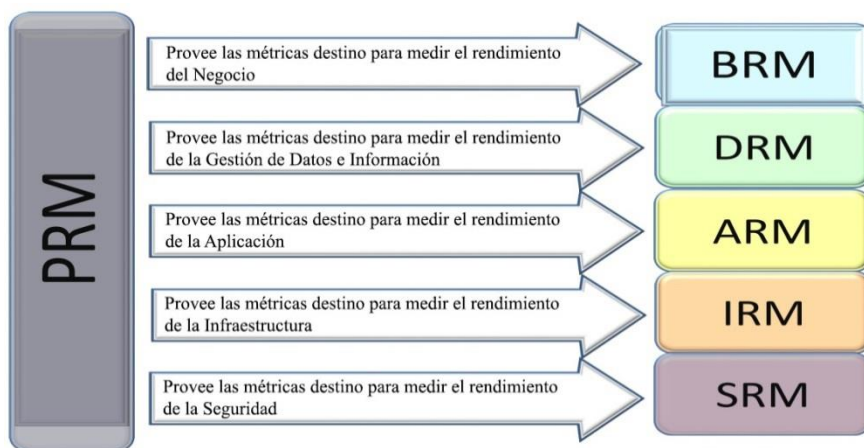 PRM
Provee las métricas destino para medir el rendimiento
del Negocio
BRM
Provee las métricas destino para medir el rendimiento
de la Gestión de Datos e Información
DRM
Provee las métricas destino para medir el rendimiento
de la Aplicación
ARM
Provee las métricas destino para medir el rendimiento
de la Infraestructura
IRM
Provee las métricas destino para medir el rendimiento
de la Seguridad
SRM